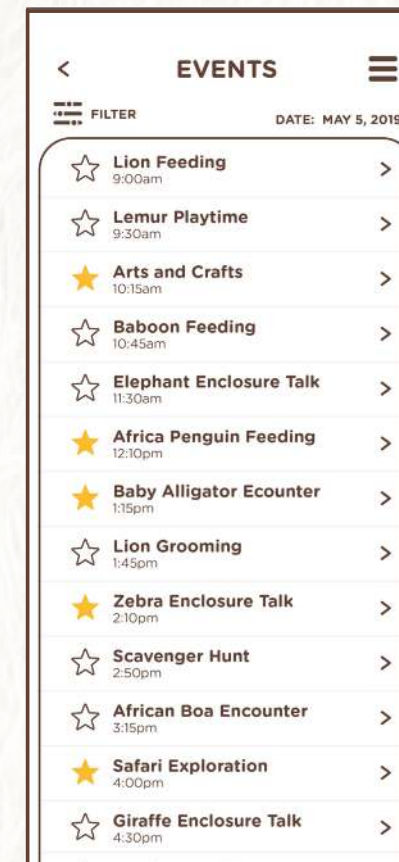 EVENTS
FILTER
DATE: MAY 5, 2019
Lion Feeding
9:00am
Lemur Playtime
9:30am
Arts and Crafts
10:15am
Baboon Feeding
10:45am
Elephant Enclosure Talk
11:30am
Africa Penguin Feeding
12:10pm
Baby Alligator Ecounter
1:15pm
Lion Grooming
1:45pm
Zebra Enclosure Talk
2:10pm
Scavenger Hunt
2:50pm
African Boa Encounter
3:15pm
Safari Exploration
4:00pm
Giraffe Enclosure Talk
4:30pm